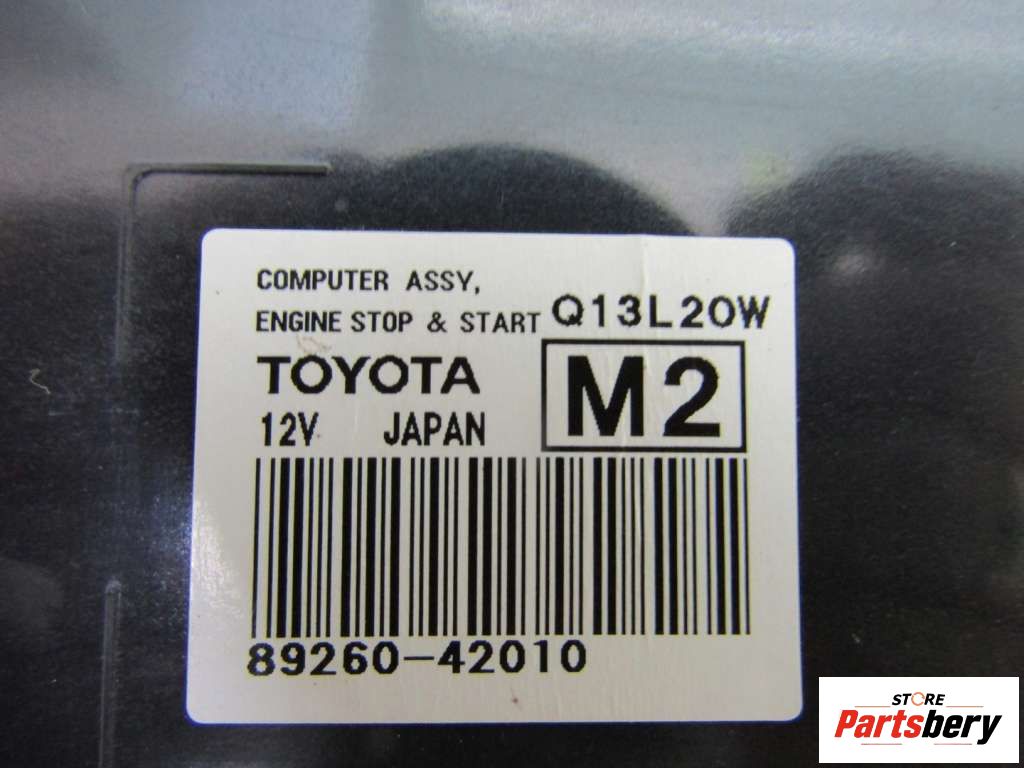 COMPUTER ASSY,
ENGINE STOP & START Q13L20W
TOYOTA M2
12V JAPAN
89260-42010
STORE
Partsbery